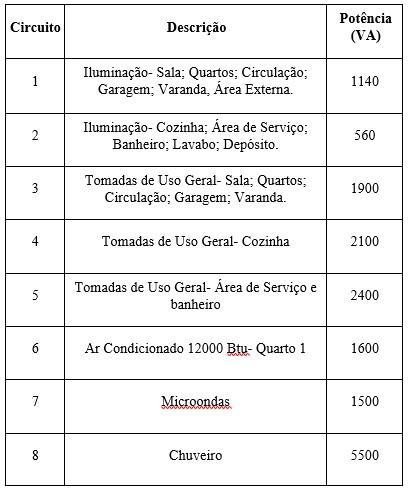 Circuito Descrição Potência
(VA)
1 Iluminação- Sala; Quartos; Circulação; 1140
Garagem; Varanda, Área Externa.
2 Iluminação- Cozinha; Área de Serviço; 560
Banheiro; Lavabo; Depósito.
3 Tomadas de Uso Geral- Sala; Quartos; 1900
Circulação; Garagem; Varanda.
4 Tomadas de Uso Geral- Cozinha 2100
5 Tomadas de Uso Geral- Área de Serviço e 2400
banheiro
6 Ar Condicionado 12000 Btu- Quarto 1 1600
7 Microondas 1500
8 Chuveiro 5500